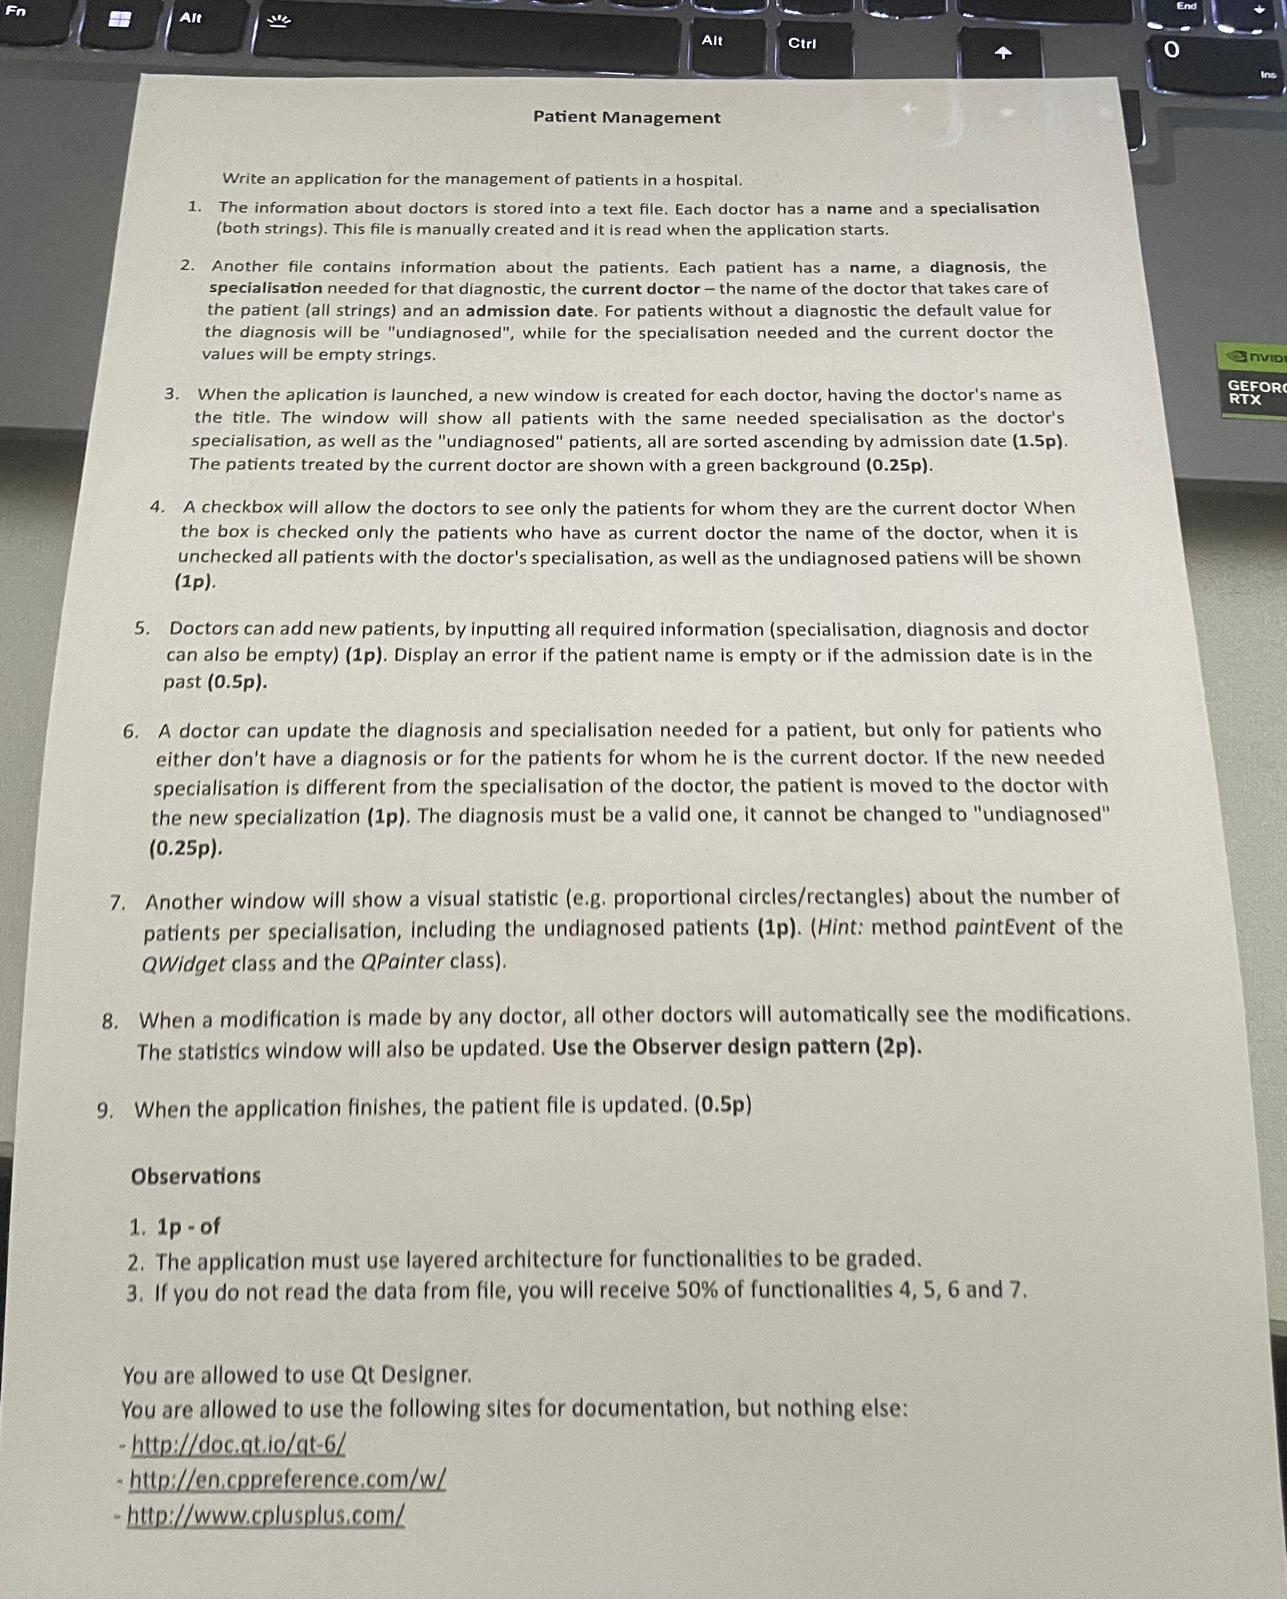 Fn
Alt
Alt
Ctrl
End
0
Ins
nVIDI
GEFORC
RTX
Patient Management
Write an application for the management of patients in a hospital.
1. The information about doctors is stored into a text file. Each doctor has a name and a specialisation
(both strings). This file is manually created and it is read when the application starts.
2. Another file contains information about the patients. Each patient has a name, a diagnosis, the
specialisation needed for that diagnostic, the current doctor – the name of the doctor that takes care of
the patient (all strings) and an admission date. For patients without a diagnostic the default value for
the diagnosis will be "undiagnosed", while for the specialisation needed and the current doctor the
values will be empty strings.
3. When the aplication is launched, a new window is created for each doctor, having the doctor's name as
the title. The window will show all patients with the same needed specialisation as the doctor's
specialisation, as well as the "undiagnosed" patients, all are sorted ascending by admission date (1.5p).
The patients treated by the current doctor are shown with a green background (0.25p).
4. A checkbox will allow the doctors to see only the patients for whom they are the current doctor When
the box is checked only the patients who have as current doctor the name of the doctor, when it is
unchecked all patients with the doctor's specialisation, as well as the undiagnosed patiens will be shown
(1p).
5. Doctors can add new patients, by inputting all required information (specialisation, diagnosis and doctor
can also be empty) (1p). Display an error if the patient name is empty or if the admission date is in the
past (0.5p).
6. A doctor can update the diagnosis and specialisation needed for a patient, but only for patients who
either don't have a diagnosis or for the patients for whom he is the current doctor. If the new needed
specialisation is different from the specialisation of the doctor, the patient is moved to the doctor with
the new specialization (1p). The diagnosis must be a valid one, it cannot be changed to "undiagnosed"
(0.25p).
7. Another window will show a visual statistic (e.g. proportional circles/rectangles) about the number of
patients per specialisation, including the undiagnosed patients (1p). (Hint: method paintEvent of the
QWidget class and the QPainter class).
8. When a modification is made by any doctor, all other doctors will automatically see the modifications.
The statistics window will also be updated. Use the Observer design pattern (2p).
9. When the application finishes, the patient file is updated. (0.5p)
Observations
1. 1p - of
2. The application must use layered architecture for functionalities to be graded.
3. If you do not read the data from file, you will receive 50% of functionalities 4, 5, 6 and 7.
You are allowed to use Qt Designer.
You are allowed to use the following sites for documentation, but nothing else:
- http://doc.qt.io/qt-6/
- http://en.cppreference.com/w/
- http://www.cplusplus.com/